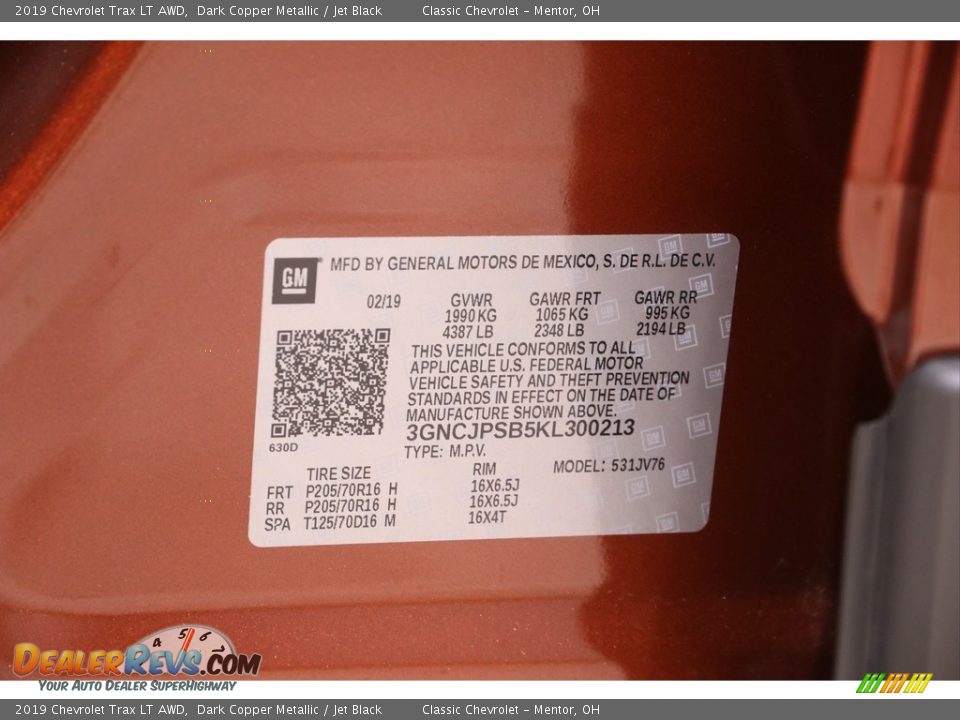 2019 Chevrolet Trax LT AWD, Dark Copper Metallic / Jet Black Classic Chevrolet – Mentor, OH
GM MFD BY GENERAL MOTORS DE MEXICO, S. DE R.L. DE C.V.
02/19 GVWR GAWR FRT GAWR RR
1990 KG 1065 KG 995 KG
4387 LB 2348 LB 2194 LB
THIS VEHICLE CONFORMS TO ALL
APPLICABLE U.S. FEDERAL MOTOR
VEHICLE SAFETY AND THEFT PREVENTION
STANDARDS IN EFFECT ON THE DATE OF
MANUFACTURE SHOWN ABOVE.
3GNCJPSB5KL300213
630D
TYPE: M.P.V. MODEL: 531JV76
TIRE SIZE RIM
FRT P205/70R16 H 16X6.5J
RR P205/70R16 H 16X6.5J
SPA T125/70D16 M 16X4T
4 5 6
DealerRevs.com
Your Auto Dealer SuperHighway
2019 Chevrolet Trax LT AWD, Dark Copper Metallic / Jet Black Classic Chevrolet – Mentor, OH